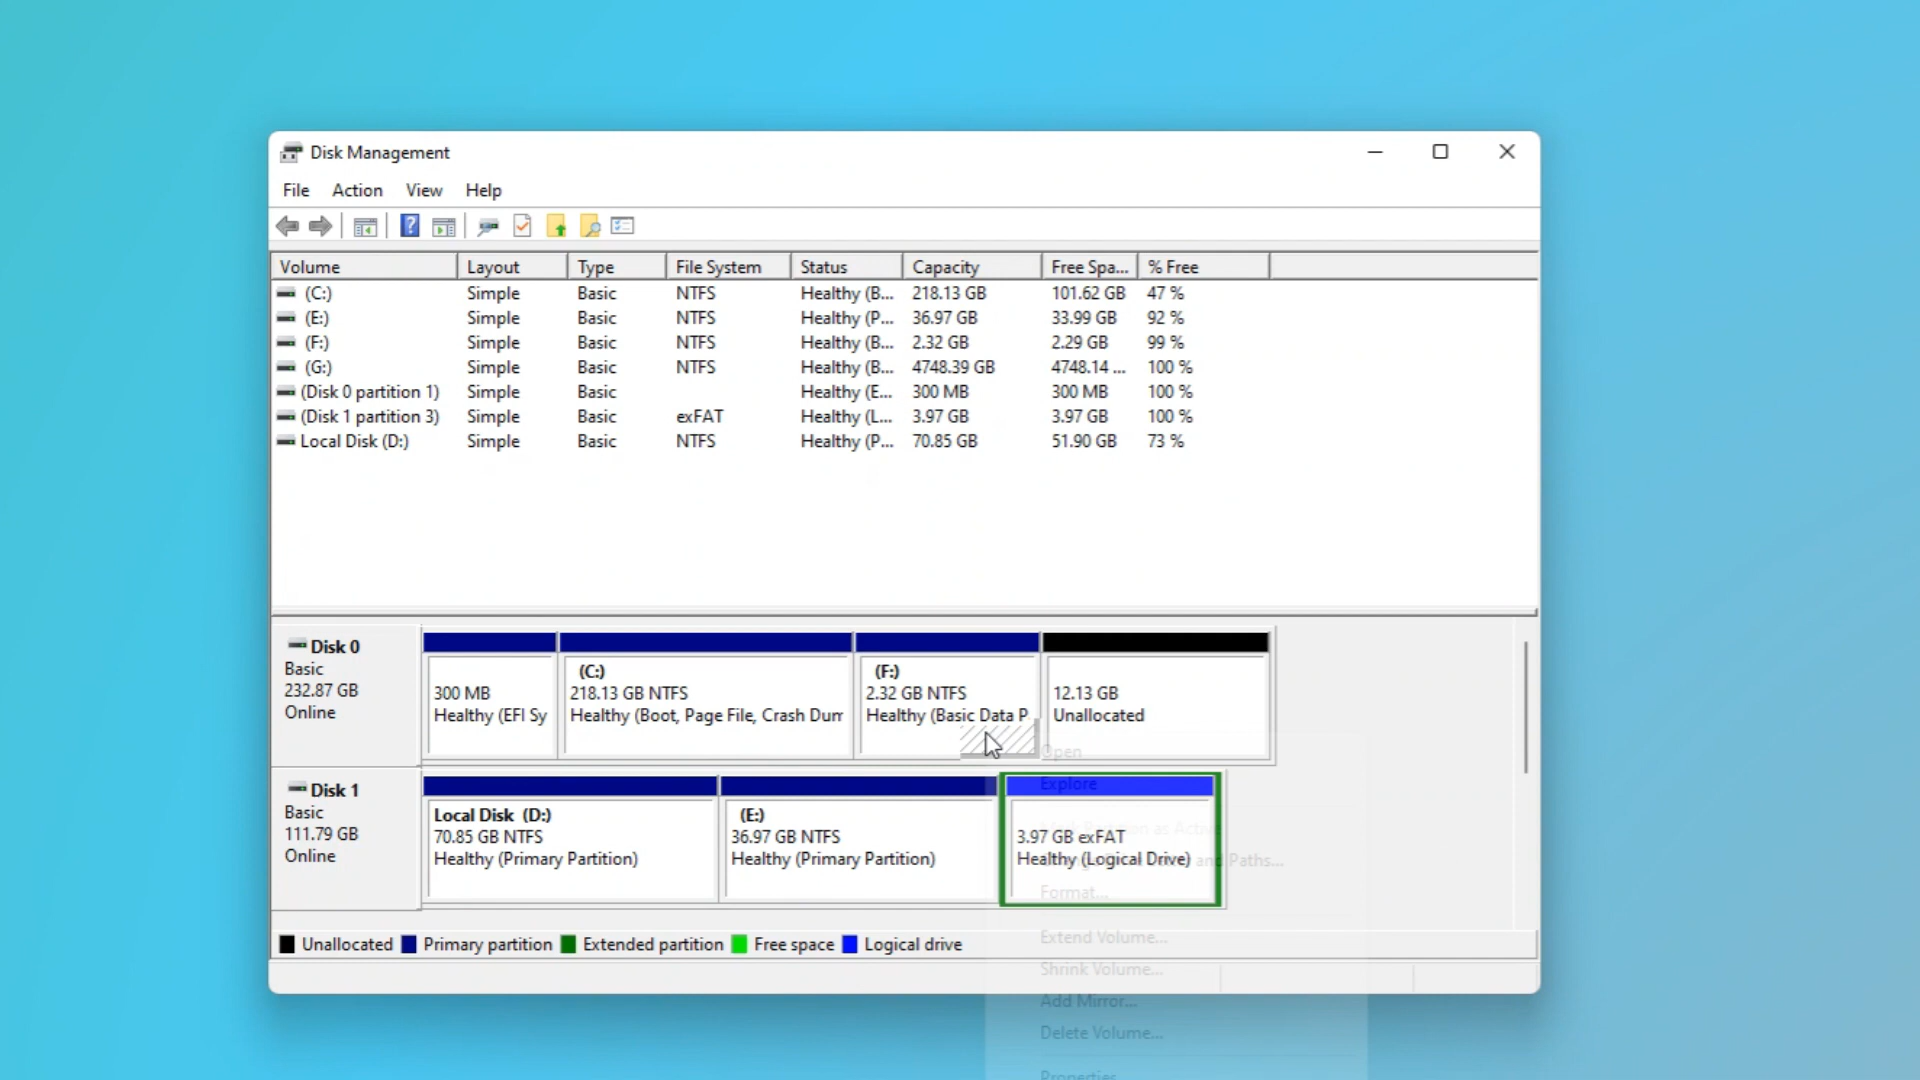 Disk Management
File Action View Help
Volume Layout Type File System Status Capacity Free Spa... % Free
(C:) Simple Basic NTFS Healthy (B... 218.13 GB 101.62 GB 47 %
(E:) Simple Basic NTFS Healthy (P... 36.97 GB 33.99 GB 92 %
(F:) Simple Basic NTFS Healthy (B... 2.32 GB 2.29 GB 99 %
(G:) Simple Basic NTFS Healthy (B... 4748.39 GB 4748.14 ... 100 %
(Disk 0 partition 1) Simple Basic Healthy (E... 300 MB 300 MB 100 %
(Disk 1 partition 3) Simple Basic exFAT Healthy (L... 3.97 GB 3.97 GB 100 %
Local Disk (D:) Simple Basic NTFS Healthy (P... 70.85 GB 51.90 GB 73 %
Disk 0
Basic
232.87 GB
Online
300 MB
Healthy (EFI Sy
(C:)
218.13 GB NTFS
Healthy (Boot, Page File, Crash Dum
(F:)
2.32 GB NTFS
Healthy (Basic Data P
12.13 GB
Unallocated
Disk 1
Basic
111.79 GB
Online
Local Disk (D:)
70.85 GB NTFS
Healthy (Primary Partition)
(E:)
36.97 GB NTFS
Healthy (Primary Partition)
3.97 GB exFAT
Healthy (Logical Drive)
Open
Explore
as Active
and Paths...
Format...
Extend Volume...
Shrink Volume...
Add Mirror...
Delete Volume...
Properties
Unallocated Primary partition Extended partition Free space Logical drive